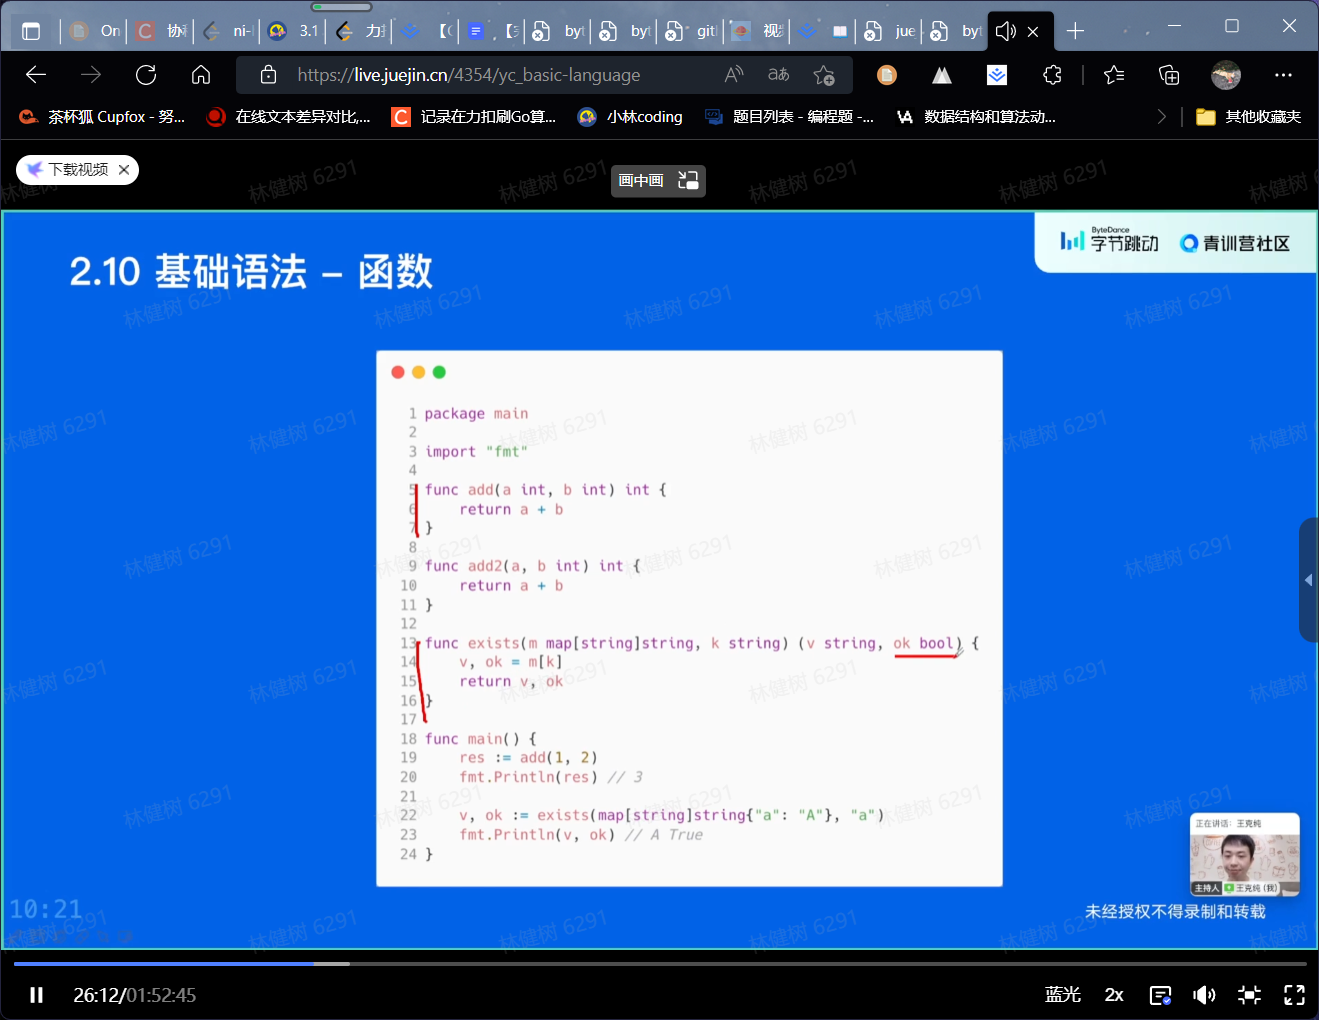 On
C 协利
ni-
3.1
力扌
【(
【実
by
by
git
视频
jue
by
https://live.juejin.cn/4354/yc_basic-language
茶杯狐 Cupfox - 努...
在线文本差异对比,...
C 记录在力扣刷Go算...
小林coding
题目列表 - 编程题 -...
VA 数据结构和算法动...
其他收藏夹
下载视频
画中画
ByteDance
字节跳动
青训营社区
2.10 基础语法 – 函数
1 package main
2
3 import "fmt"
4
5 func add(a int, b int) int {
6     return a + b
7 }
8
9 func add2(a, b int) int {
10     return a + b
11 }
12
13 func exists(m map[string]string, k string) (v string, ok bool) {
14     v, ok = m[k]
15     return v, ok
16 }
17
18 func main() {
19     res := add(1, 2)
20     fmt.Println(res) // 3
21
22     v, ok := exists(map[string]string{"a": "A"}, "a")
23     fmt.Println(v, ok) // A True
24 }
正在讲话: 王克纯
主持人 王克纯 (我)
10:21
未经授权不得录制和转载
林健树 6291
26:12/01:52:45
蓝光
2x